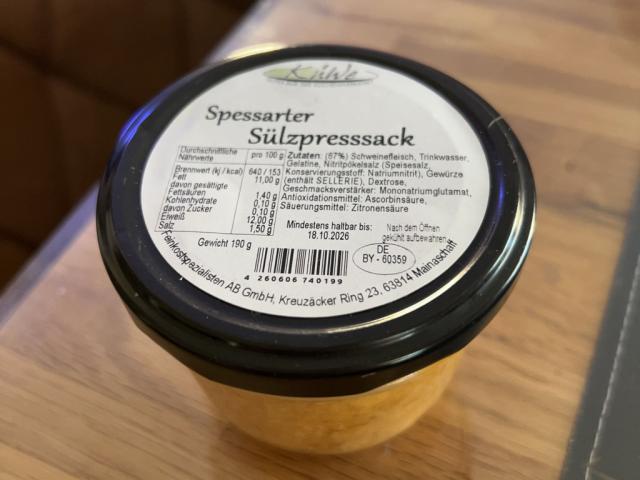 KüWe
Spessarter
Sülzpresssack
Durchschnittliche
Nährwerte
pro 100 g
Brennwert (kj / kcal) 640 / 153
Fett 11,00 g
davon gesättigte
Fettsäuren 1,40 g
Kohlenhydrate 0,10 g
davon Zucker 0,10 g
Eiweiß 12,00 g
Salz 1,50 g
Zutaten: (67%) Schweinefleisch, Trinkwasser,
Gelatine, Nitritpökelsalz (Speisesalz,
Konservierungsstoff: Natriumnitrit), Gewürze
(enthält SELLERIE), Dextrose,
Geschmacksverstärker: Mononatriumglutamat,
Antioxidationsmittel: Ascorbinsäure,
Säuerungsmittel: Zitronensäure
Mindestens haltbar bis:
18.10.2026
Nach dem Öffnen
gekühlt aufbewahren
Gewicht 190 g
DE
BY - 60359
4 260606 740199
Feinkostspezialisten AB GmbH, Kreuzäcker Ring 23, 63814 Mainaschaff